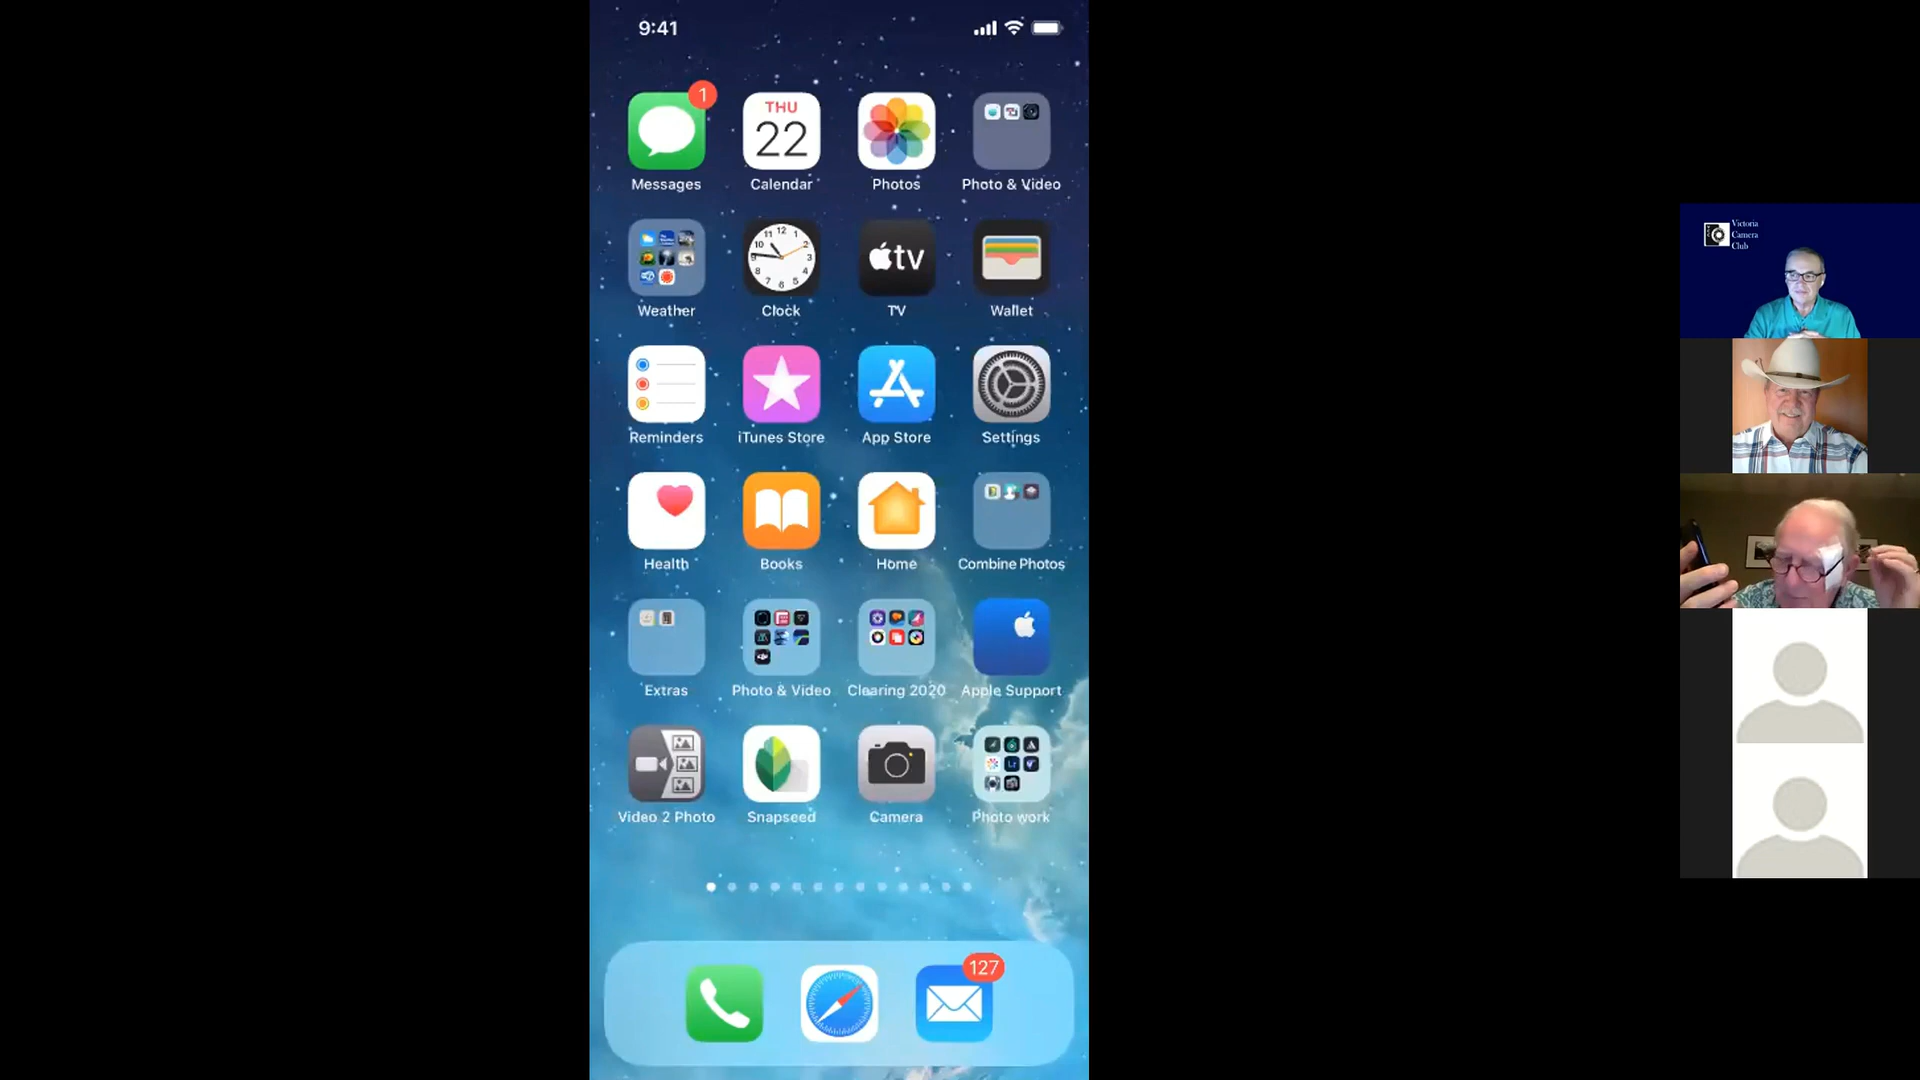 9:41
1
THU
22
Messages
Calendar
Photos
Photo & Video
Weather
Clock
tv
TV
Wallet
Reminders
iTunes Store
App Store
Settings
Health
Books
Home
Combine Photos
Extras
Photo & Video
Clearing 2020
Apple Support
Video 2 Photo
Snapseed
Camera
Photo work
127
Victoria
Camera
Club